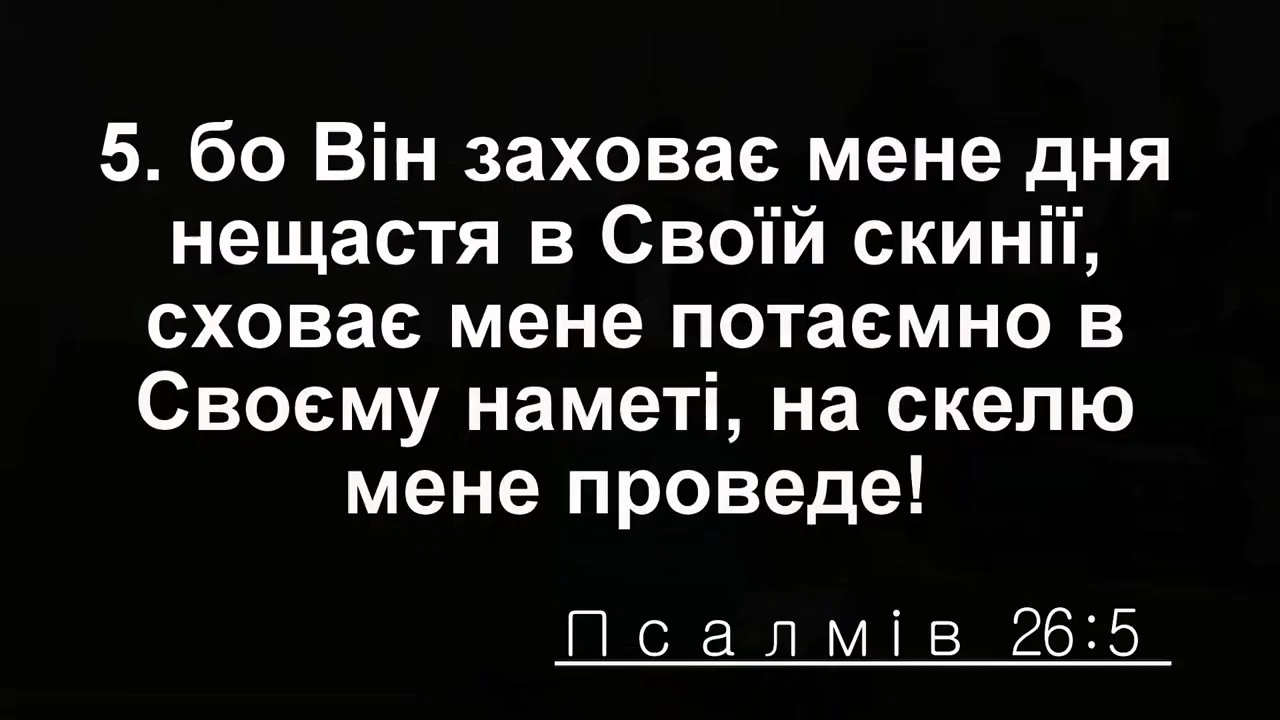 5. бо Він заховає мене дня
нещастя в Своїй скинії,
сховає мене потаємно в
Своєму наметі, на скелю
мене проведе!
Псалмів 26:5